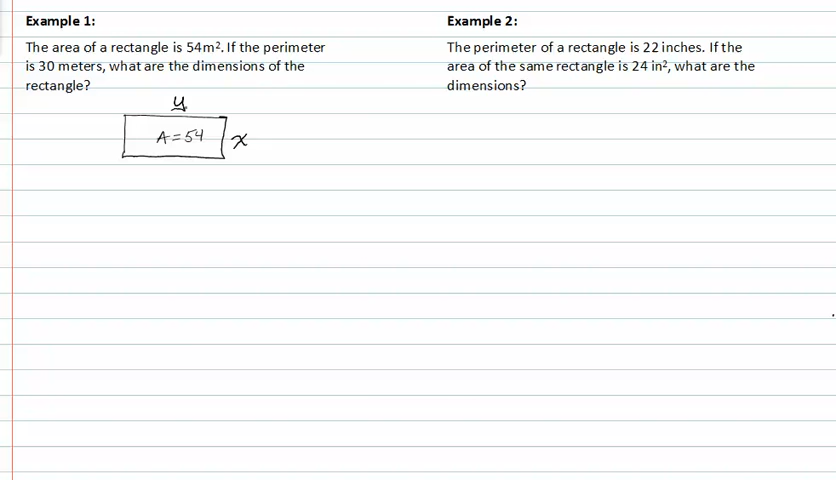 Example 1:
The area of a rectangle is 54m². If the perimeter
is 30 meters, what are the dimensions of the
rectangle?
y
A=54
x
Example 2:
The perimeter of a rectangle is 22 inches. If the
area of the same rectangle is 24 in², what are the
dimensions?